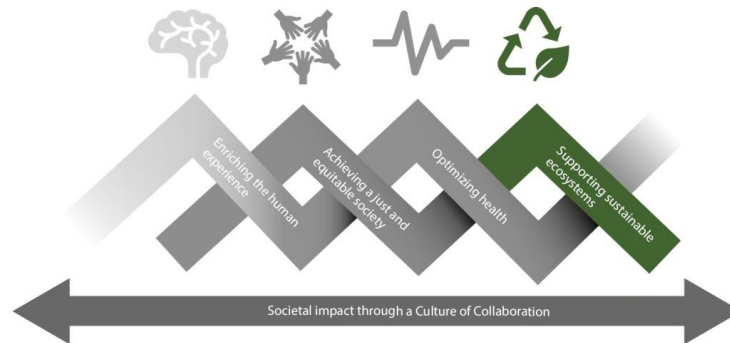 Enriching the human
experience
Achieving a just and
equitable society
Optimizing health
Supporting sustainable
ecosystems
Societal impact through a Culture of Collaboration